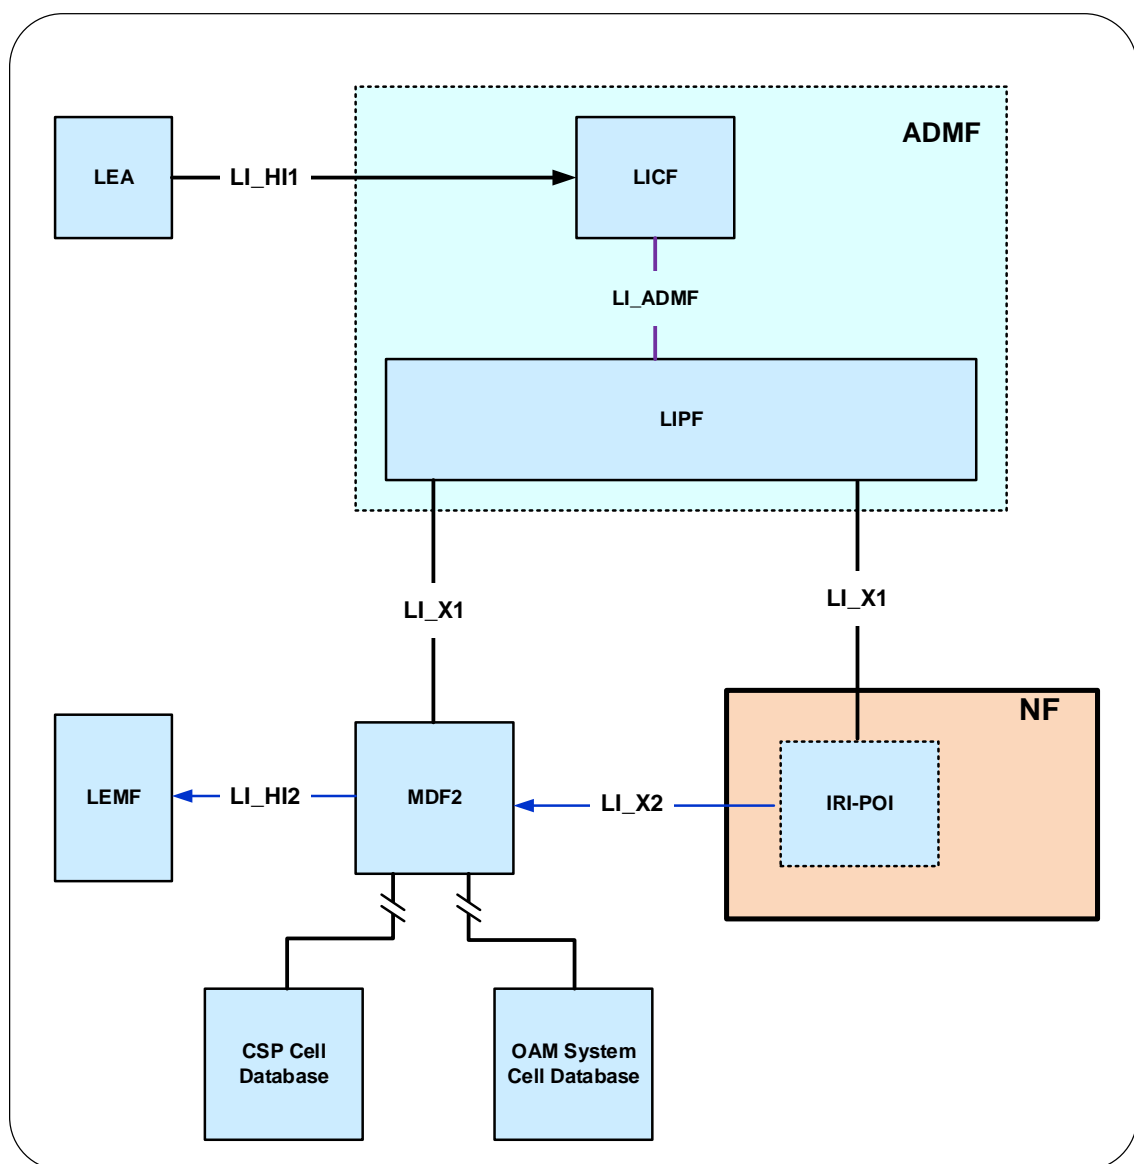 ADMF
LEA
LI_HI1
LICF
LI_ADMF
LIPF
LI_X1
LI_X1
NF
LEMF
LI_HI2
MDF2
LI_X2
IRI-POI
CSP Cell
Database
OAM System
Cell Database